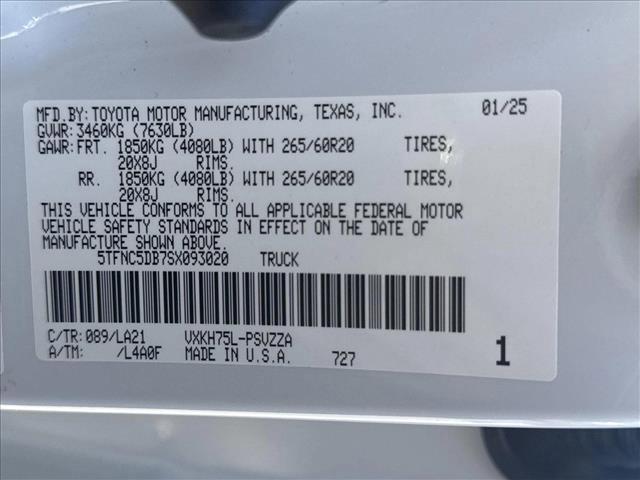 MFD.BY:TOYOTA MOTOR MANUFACTURING, TEXAS, INC. 01/25
GVWR:3460KG (7630LB)
GAWR:FRT. 1850KG (4080LB) WITH 265/60R20 TIRES,
20X8J RIMS.
RR. 1850KG (4080LB) WITH 265/60R20 TIRES,
20X8J RIMS.
THIS VEHICLE CONFORMS TO ALL APPLICABLE FEDERAL MOTOR
VEHICLE SAFETY STANDARDS IN EFFECT ON THE DATE OF
MANUFACTURE SHOWN ABOVE.
5TFNC5DB7SX093020 TRUCK
C/TR:089/LA21 VXKH75L-PSVZZA
A/TM: /L4A0F MADE IN U.S.A. 727 1